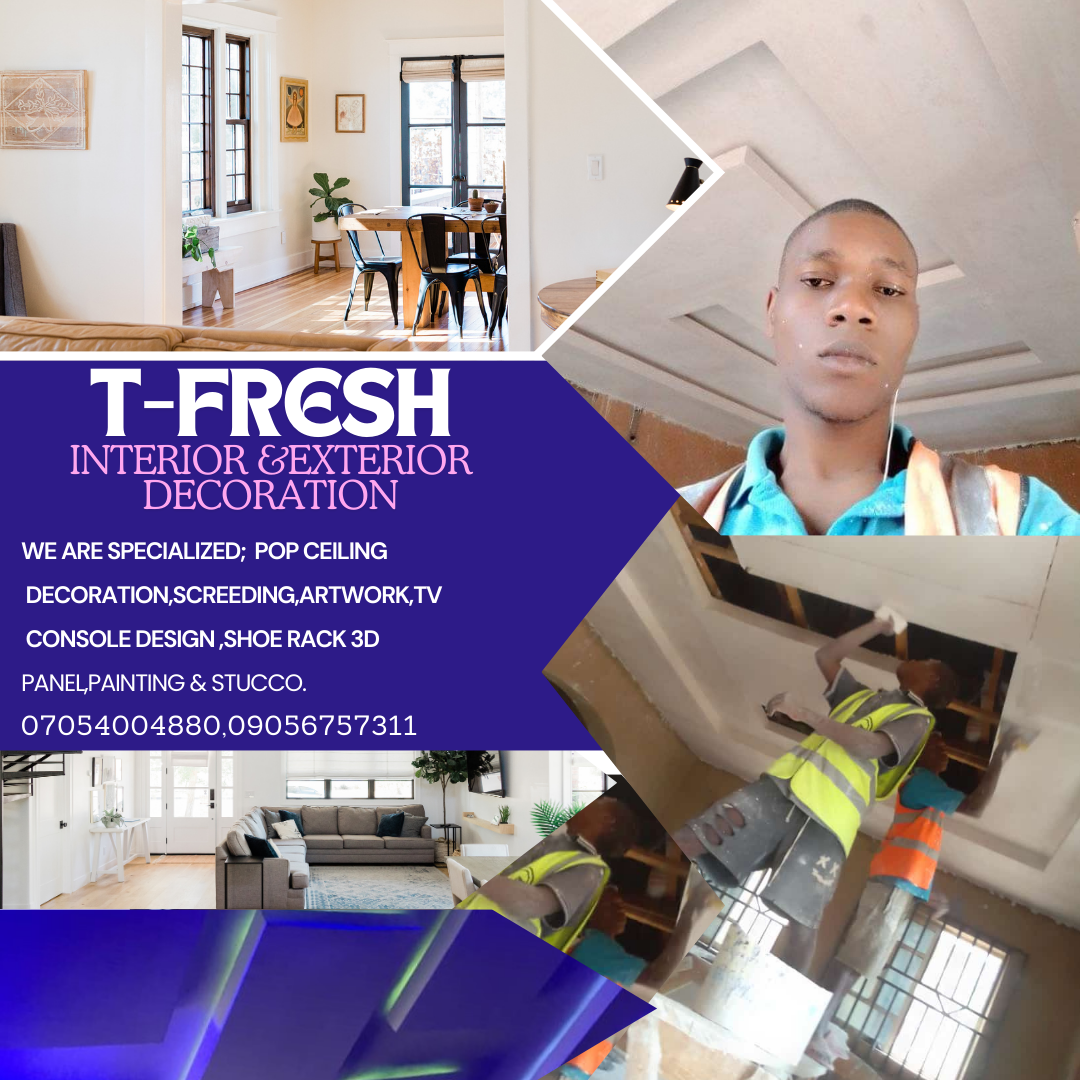 T-FRESH
INTERIOR &EXTERIOR
DECORATION
WE ARE SPECIALIZED; POP CEILING
DECORATION,SCREEDING,ARTWORK,TV
CONSOLE DESIGN ,SHOE RACK 3D
PANEL,PAINTING & STUCCO.
07054004880,09056757311